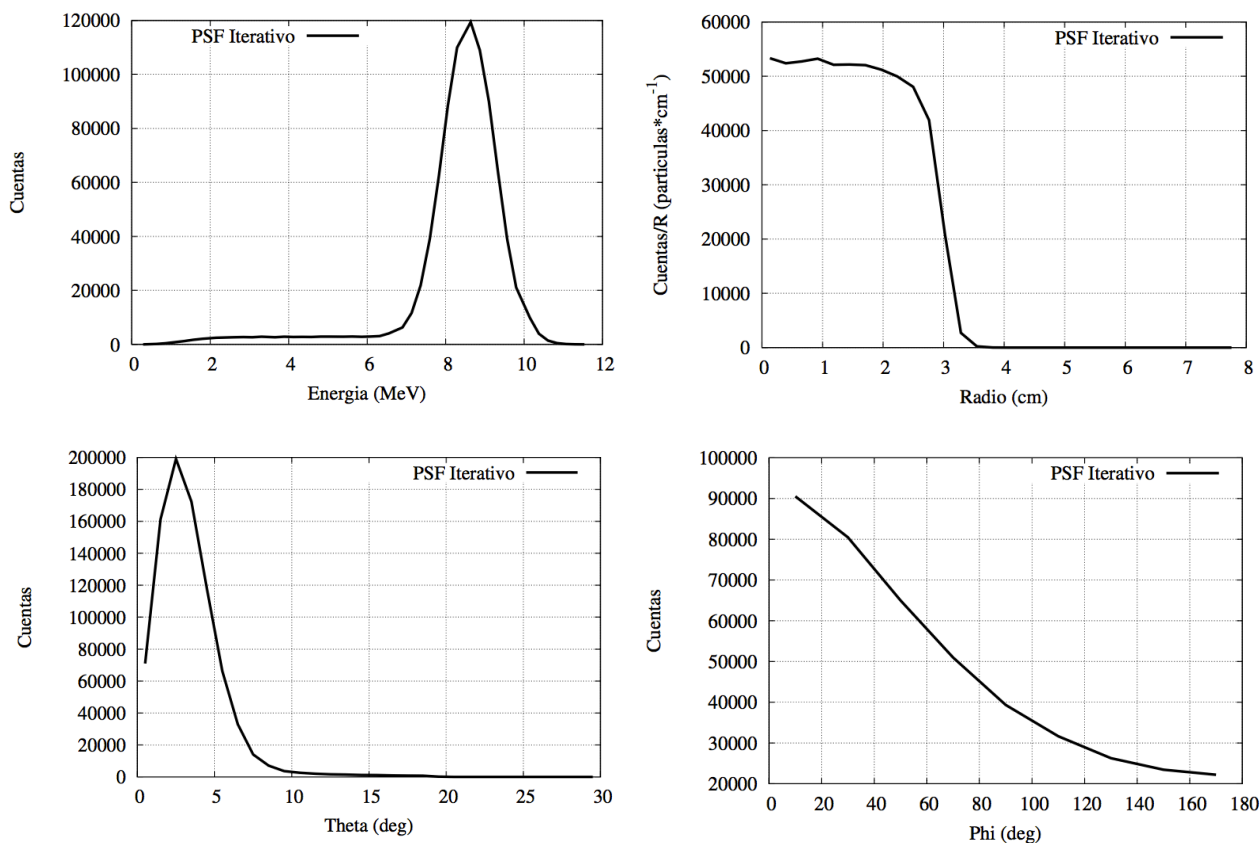 120000
100000
80000
60000
40000
20000
0
Cuentas
PSF Iterativo
0 2 4 6 8 10 12
Energia (MeV)
60000
50000
40000
30000
20000
10000
0
Cuentas/R (particulas*cm-1)
PSF Iterativo
0 1 2 3 4 5 6 7 8
Radio (cm)
200000
180000
160000
140000
120000
100000
80000
60000
40000
20000
0
Cuentas
PSF Iterativo
0 5 10 15 20 25 30
Theta (deg)
100000
90000
80000
70000
60000
50000
40000
30000
20000
Cuentas
PSF Iterativo
0 20 40 60 80 100 120 140 160 180
Phi (deg)